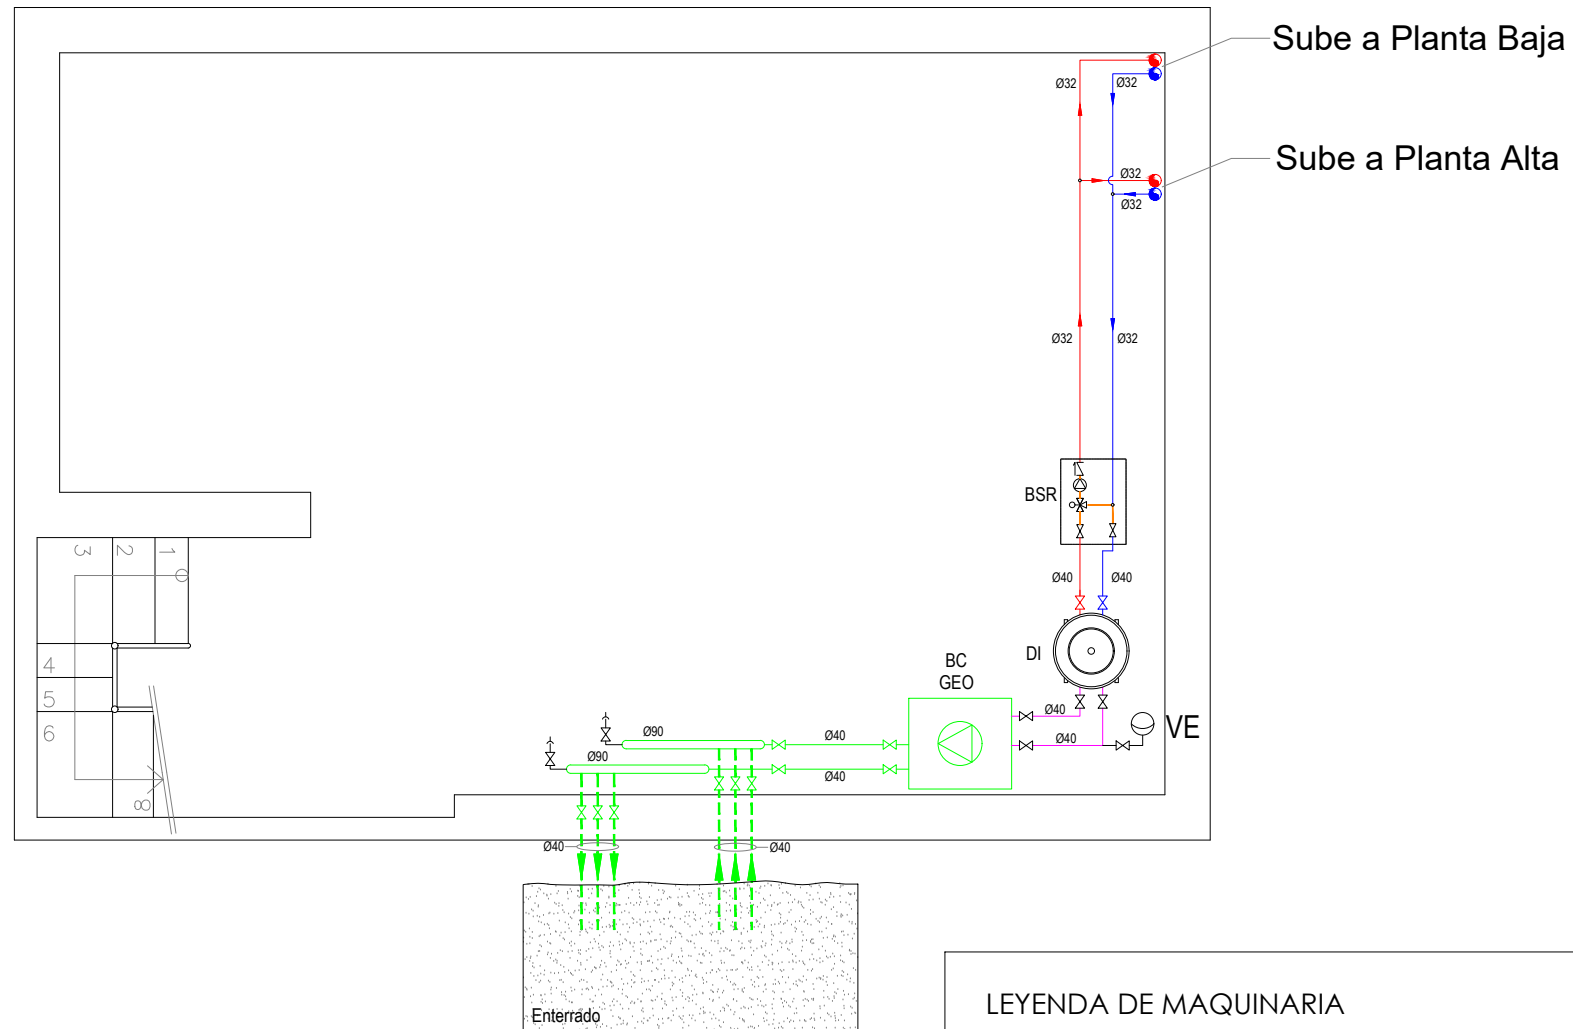 Sube a Planta Baja
Ø32
Ø32
Sube a Planta Alta
Ø32
Ø32
Ø32
Ø32
BSR
Ø40
Ø40
DI
BC
GEO
Ø40
Ø40
VE
Ø90
Ø40
Ø90
Ø40
3
2
1
4
5
6
8
Ø40
Ø40
Enterrado
LEYENDA DE MAQUINARIA